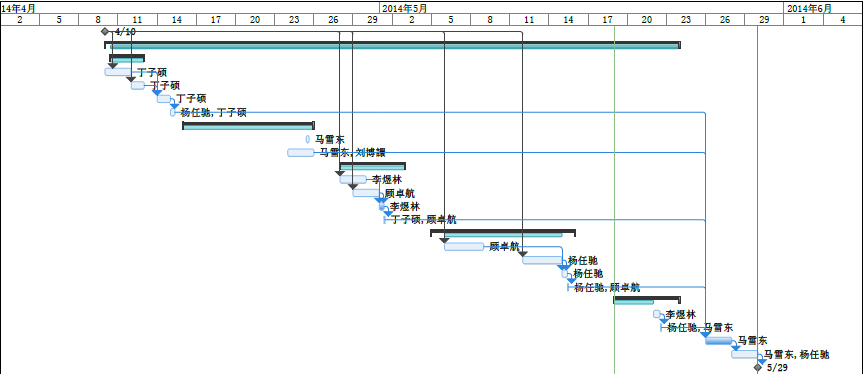 14年4月 2014年5月 2014年6月
2 5 8 11 14 17 20 23 26 29 2 5 8 11 14 17 20 23 26 29 1 4
4/10
丁子硕
丁子硕
丁子硕
杨任驰, 丁子硕
马雪东
马雪东, 刘博譞
李煜林
顾卓航
李煜林
丁子硕, 顾卓航
顾卓航
杨任驰
杨任驰
杨任驰, 顾卓航
李煜林
杨任驰, 马雪东
马雪东
马雪东, 杨任驰
5/29